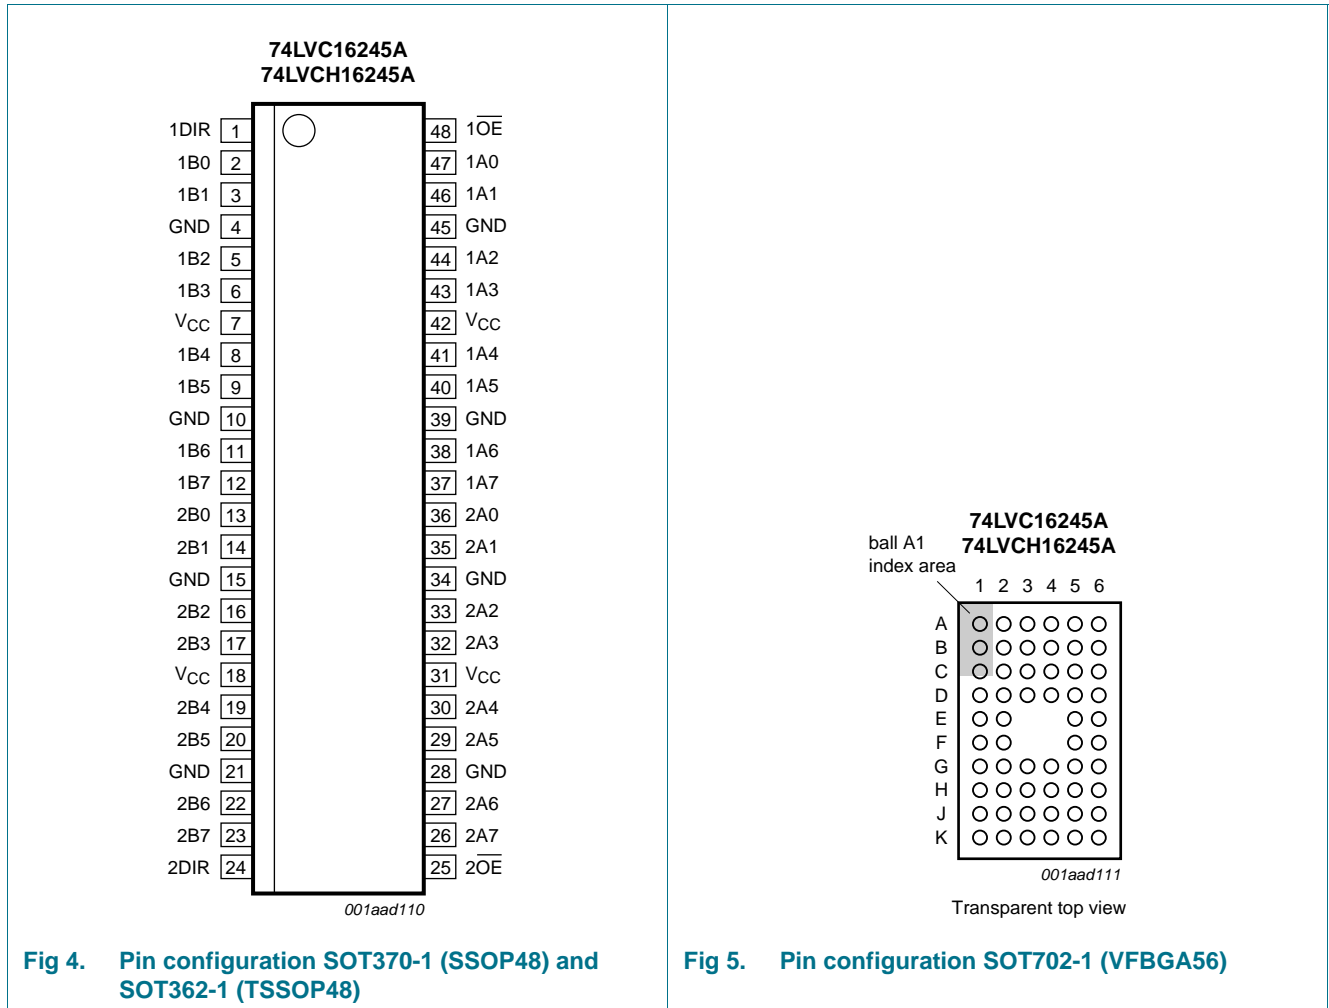 74LVC16245A
74LVCH16245A
1DIR 1 48 1OE
1B0 2 47 1A0
1B1 3 46 1A1
GND 4 45 GND
1B2 5 44 1A2
1B3 6 43 1A3
VCC 7 42 VCC
1B4 8 41 1A4
1B5 9 40 1A5
GND 10 39 GND
1B6 11 38 1A6
1B7 12 37 1A7
2B0 13 36 2A0
2B1 14 35 2A1
GND 15 34 GND
2B2 16 33 2A2
2B3 17 32 2A3
VCC 18 31 VCC
2B4 19 30 2A4
2B5 20 29 2A5
GND 21 28 GND
2B6 22 27 2A6
2B7 23 26 2A7
2DIR 24 25 2OE
001aad110
Fig 4. Pin configuration SOT370-1 (SSOP48) and
SOT362-1 (TSSOP48)
74LVC16245A
74LVCH16245A
ball A1
index area
1 2 3 4 5 6
A
B
C
D
E
F
G
H
J
K
001aad111
Transparent top view
Fig 5. Pin configuration SOT702-1 (VFBGA56)